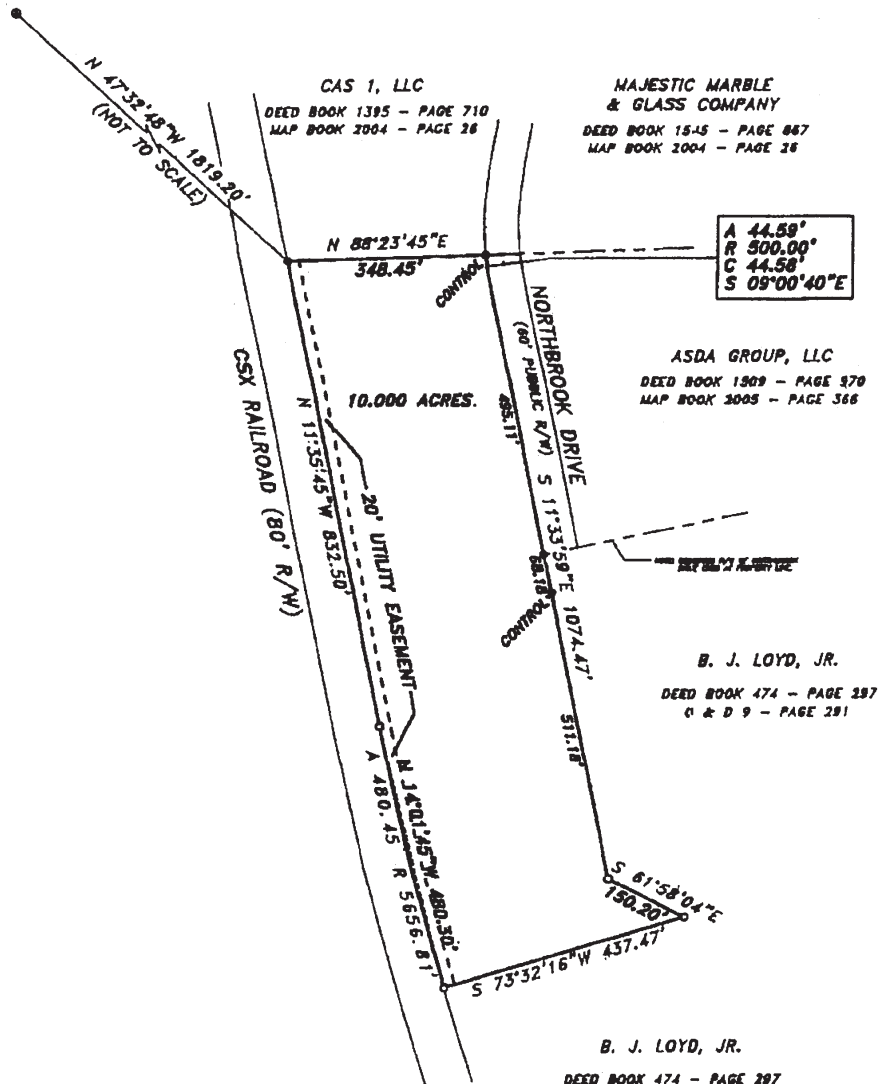 N 47°32'48"W 1819.20'
(NOT TO SCALE)
CAS 1, LLC
DEED BOOK 1395 - PAGE 710
MAP BOOK 2004 - PAGE 26
MAJESTIC MARBLE
& GLASS COMPANY
DEED BOOK 1545 - PAGE 867
MAP BOOK 2004 - PAGE 26
N 88°23'45"E
348.45'
CONTROL
A 44.59'
R 500.00'
C 44.58'
S 09°00'40"E
NORTHBROOK DRIVE
(60' PUBLIC R/W)
ASDA GROUP, LLC
DEED BOOK 1509 - PAGE 970
MAP BOOK 2005 - PAGE 366
CSX RAILROAD (80' R/W)
10.000 ACRES.
N 11°35'45"W 832.50'
20' UTILITY EASEMENT
495.11'
S 11°33'59"E 1074.47'
68.18'
CONTROL
B. J. LOYD, JR.
DEED BOOK 474 - PAGE 297
C & D 9 - PAGE 291
511.18'
N 14°01'45"W 480.30'
A 480.45 R 5656.81'
S 61°58'04"E
150.20'
S 73°32'16"W 437.47'
B. J. LOYD, JR.
DEED BOOK 474 - PAGE 297